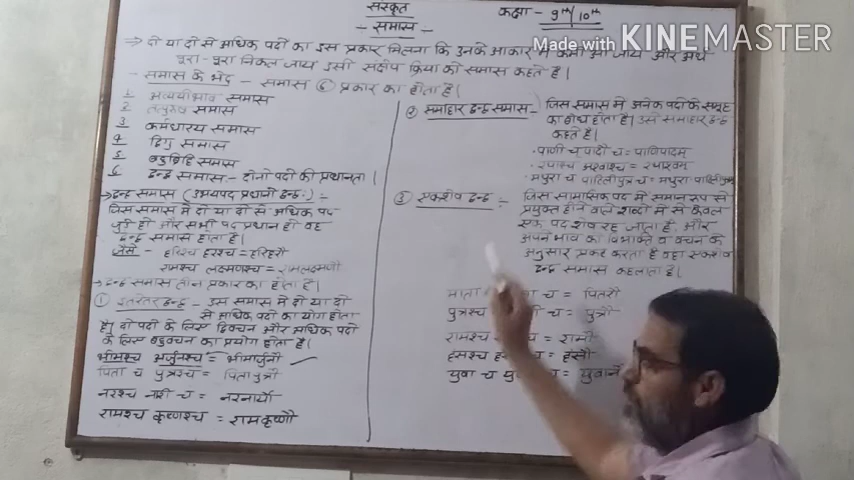 संस्कृत
कक्षा - 9th/10th
Made with KINEMASTER
- समास -
→ दो या दो से अधिक पदों का इस प्रकार मिलना कि उनके आकार में कमी आ जाय और अर्थ
पूरा-पूरा निकल जाय इसी संक्षेप क्रिया को समास कहते हैं।
- समास के भेद - समास ⑥ प्रकार का होता है।
1 अव्ययीभाव समास
2 तत्पुरुष समास
3 कर्मधारय समास
4 द्विगु समास
5 बहुव्रीहि समास
6 द्वन्द्व समास - दोनों पदों की प्रधानता।
→ द्वन्द्व समास (उभयपद प्रधानो द्वन्द्वः) :-
जिस समास में दो या दो से अधिक पद
जुड़ी हो और सभी पद प्रधान हो वह
द्वन्द्व समास होता है।
जैसे - हरिश्च हरश्च = हरिहरौ
रामश्च लक्ष्मणश्च = रामलक्ष्मणौ
→ द्वन्द्व समास तीन प्रकार का होता है।
① इतरेतर द्वन्द्व - उस समास में दो या दो
से अधिक पदों का योग होता
है। दो पदों के लिए द्विवचन और अधिक पदों
के लिए बहुवचन का प्रयोग होता है।
भीमश्च अर्जुनश्च = भीमार्जुनौ
पिता च पुत्रश्च = पितापुत्रौ
नरश्च नारी च = नरनार्यौ
रामश्च कृष्णश्च = रामकृष्णौ
② समाहार द्वन्द्व समास - जिस समास में अनेक पदों के समूह
का बोध होता है। उसे समाहार द्वन्द्व
कहते हैं।
· पाणी च पादौ च = पाणिपादम्
· रथाश्च अश्वाश्च = रथाश्वम्
· मथुरा च पाटलिपुत्र च = मथुरा पाटलिपुत्रम्
③ एकशेष द्वन्द्व :- जिस सामासिक पद में समान रूप से
प्रयुक्त होने वाले शब्दों में से केवल
एक पद शेष रह जाता है, और
अपने भाव का विभक्ति व वचन के
अनुसार प्रकट करता है वहाँ एकशेष
द्वन्द्व समास कहलाता है।
माता च = पितरौ
पुत्रश्च च = पुत्रौ
रामश्च च = रामौ
हंसश्च = हंसौ
युवा च = युवानौ